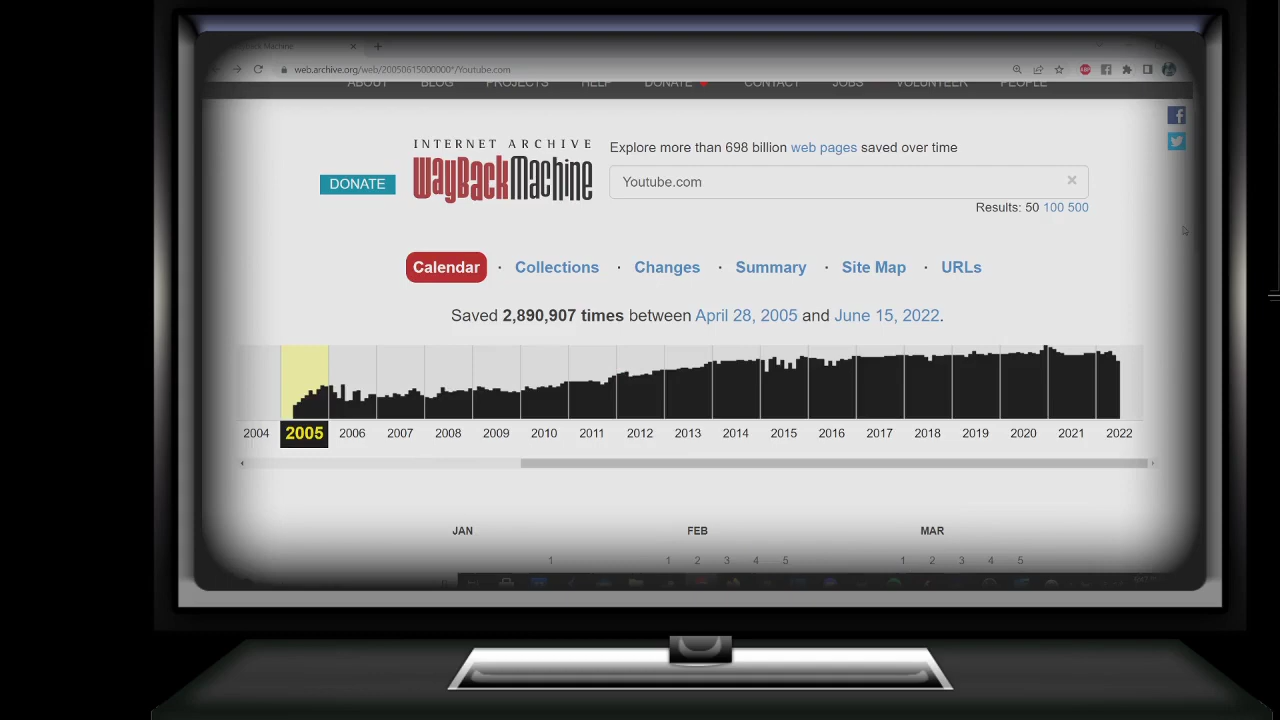 web.archive.org/web/20050615000000*/Youtube.com
ABOUT BLOG PROJECTS HELP DONATE CONTACT JOBS VOLUNTEER PEOPLE
INTERNET ARCHIVE
WayBackMachine
DONATE
Explore more than 698 billion web pages saved over time
Youtube.com
Results: 50 100 500
Calendar · Collections · Changes · Summary · Site Map · URLs
Saved 2,890,907 times between April 28, 2005 and June 15, 2022.
2004 2005 2006 2007 2008 2009 2010 2011 2012 2013 2014 2015 2016 2017 2018 2019 2020 2021 2022
JAN FEB MAR
1 1 2 3 4 5 1 2 3 4 5